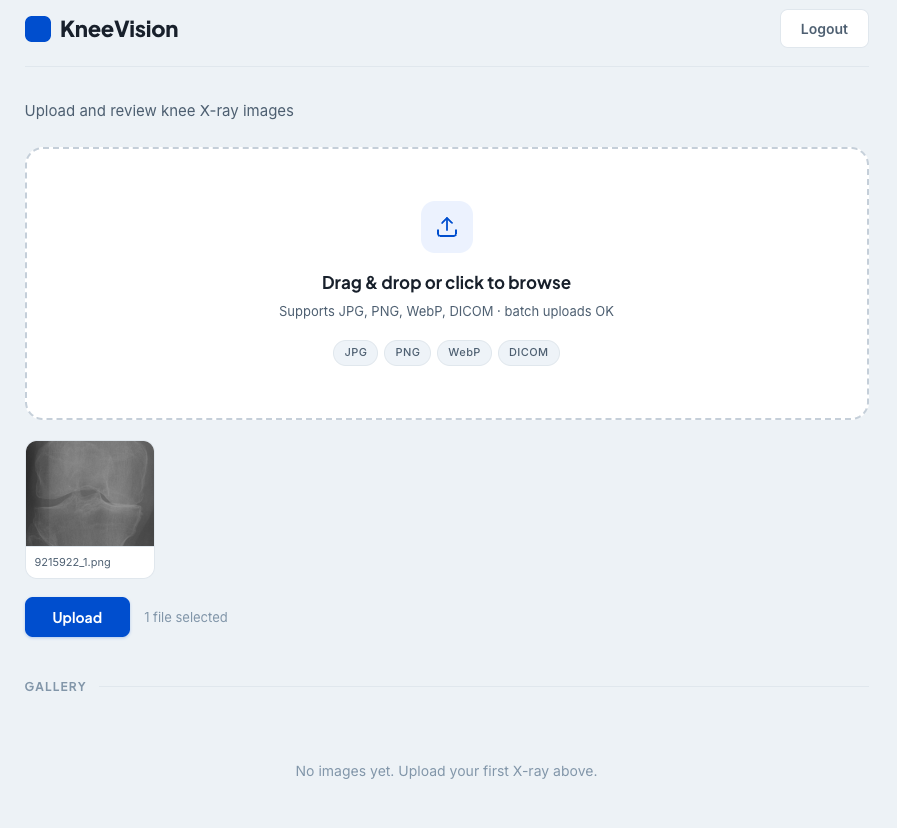 KneeVision
Logout
Upload and review knee X-ray images
Drag & drop or click to browse
Supports JPG, PNG, WebP, DICOM · batch uploads OK
JPG PNG WebP DICOM
9215922_1.png
Upload 1 file selected
GALLERY
No images yet. Upload your first X-ray above.